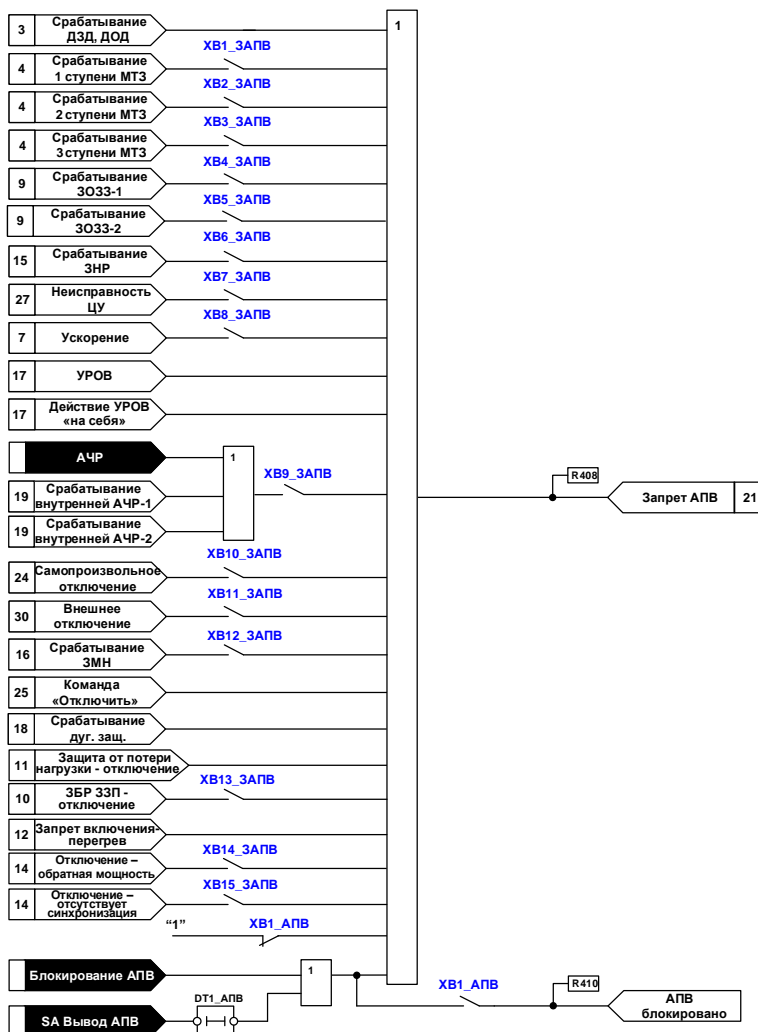 3 Срабатывание
ДЗД, ДОД
1
XB1_ЗАПВ
4 Срабатывание
1 ступени МТЗ
XB2_ЗАПВ
4 Срабатывание
2 ступени МТЗ
XB3_ЗАПВ
4 Срабатывание
3 ступени МТЗ
XB4_ЗАПВ
9 Срабатывание
ЗОЗЗ-1
XB5_ЗАПВ
9 Срабатывание
ЗОЗЗ-2
XB6_ЗАПВ
15 Срабатывание
ЗНР
XB7_ЗАПВ
27 Неисправность
ЦУ
XB8_ЗАПВ
7 Ускорение
17 УРОВ
17 Действие УРОВ
«на себя»
АЧР
1
XB9_ЗАПВ
19 Срабатывание
внутренней АЧР-1
19 Срабатывание
внутренней АЧР-2
R408
Запрет АПВ 21
XB10_ЗАПВ
24 Самопроизвольное
отключение
XB11_ЗАПВ
30 Внешнее
отключение
XB12_ЗАПВ
16 Срабатывание
ЗМН
25 Команда
«Отключить»
18 Срабатывание
дуг. защ.
11 Защита от потери
нагрузки - отключение
XB13_ЗАПВ
10 ЗБР ЗЗП -
отключение
12 Запрет включения-
перегрев
XB14_ЗАПВ
14 Отключение –
обратная мощность
XB15_ЗАПВ
14 Отключение –
отсутствует
синхронизация
“1” XB1_АПВ
Блокирование АПВ
1
XB1_АПВ
R410
АПВ
блокировано
DT1_АПВ
SA Вывод АПВ